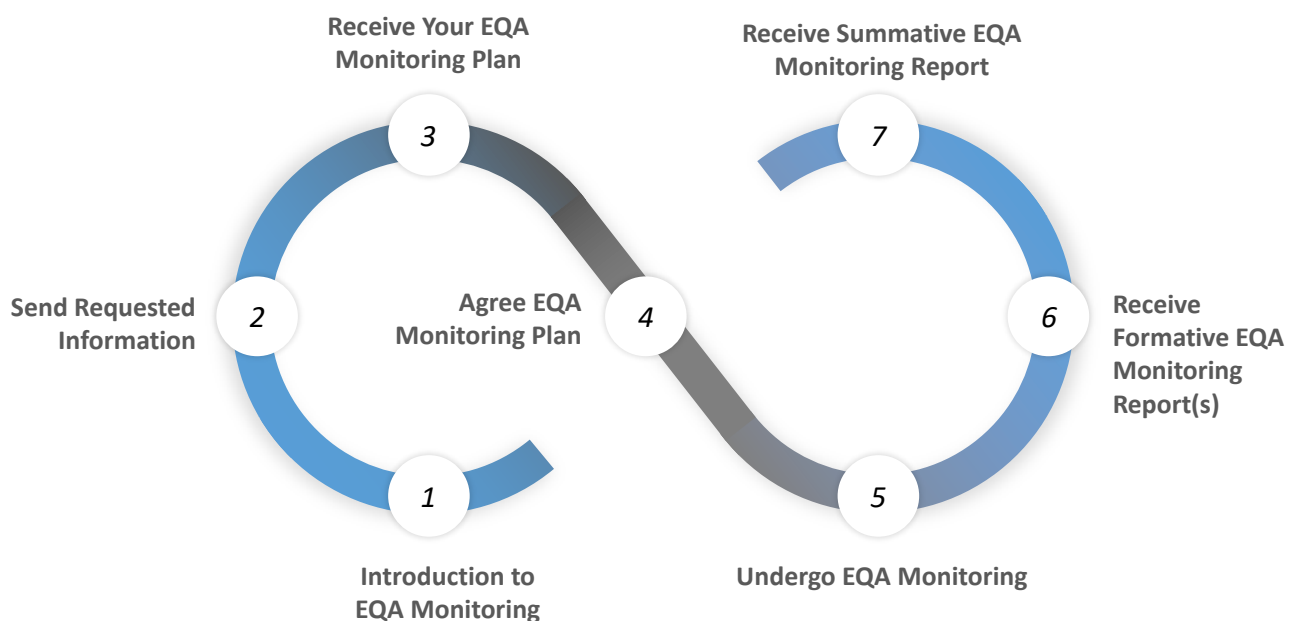 Receive Your EQA
Monitoring Plan
Receive Summative EQA
Monitoring Report
3
7
Send Requested
Information
2
Agree EQA
Monitoring Plan
4
6
Receive
Formative EQA
Monitoring
Report(s)
1
5
Introduction to
EQA Monitoring
Undergo EQA Monitoring